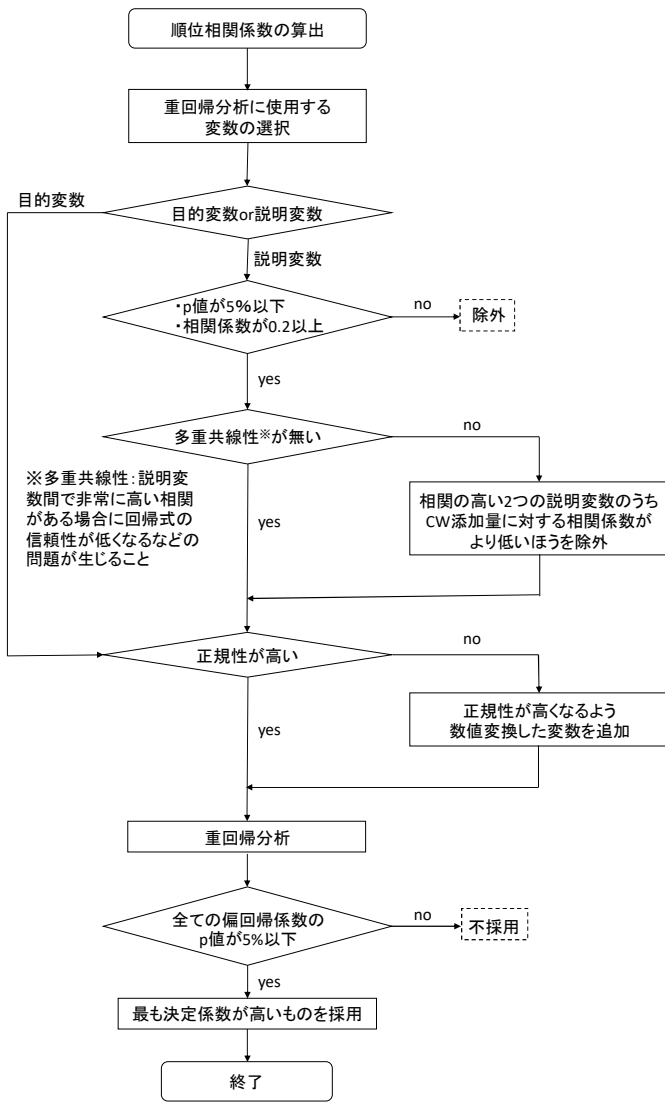 順位相関係数の算出
重回帰分析に使用する
変数の選択
目的変数
目的変数or説明変数
説明変数
・p値が5%以下
・相関係数が0.2以上
no
除外
yes
多重共線性※が無い
no
※多重共線性：説明変
数間で非常に高い相関
がある場合に回帰式の
信頼性が低くなるなどの
問題が生じること
yes
相関の高い2つの説明変数のうち
CW添加量に対する相関係数が
より低いほうを除外
正規性が高い
no
yes
正規性が高くなるよう
数値変換した変数を追加
重回帰分析
全ての偏回帰係数の
p値が5%以下
no
不採用
yes
最も決定係数が高いものを採用
終了